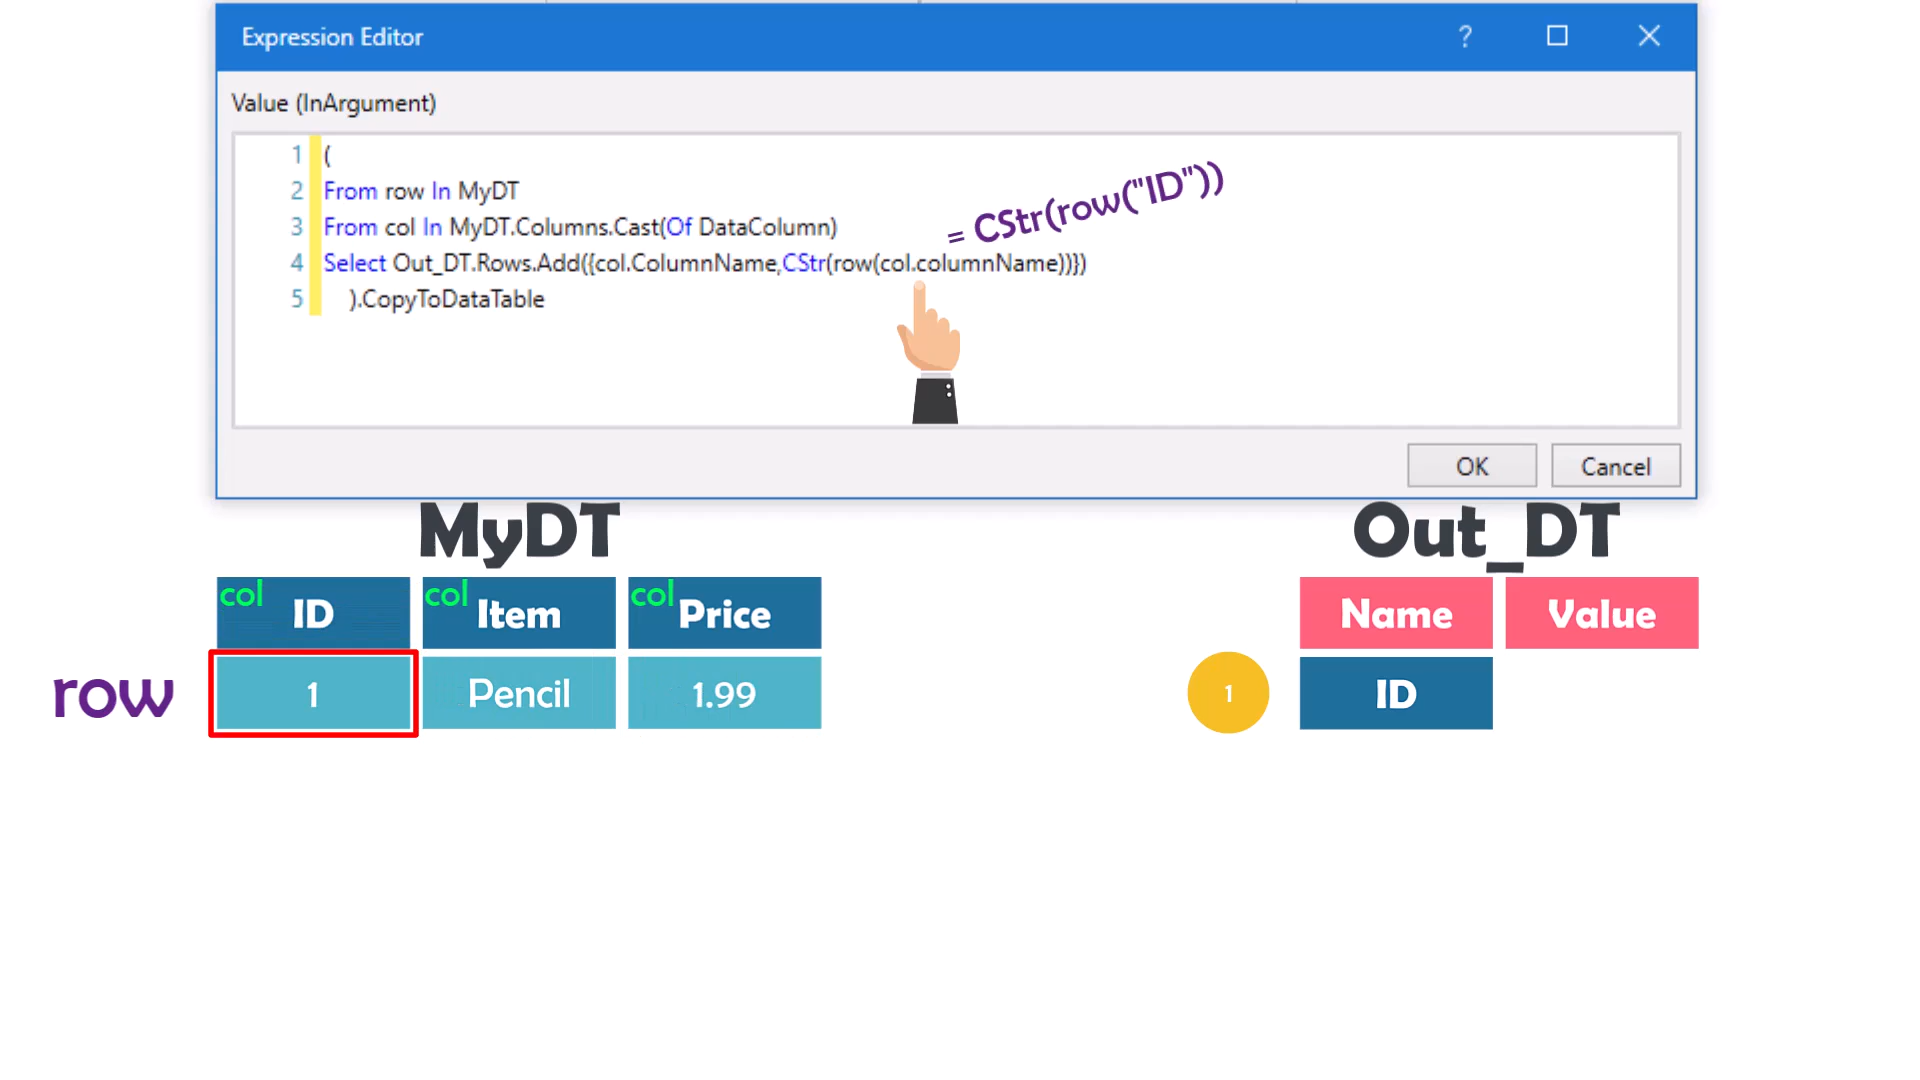 Expression Editor
?
Value (InArgument)
1 (
2 From row In MyDT
3 From col In MyDT.Columns.Cast(Of DataColumn)
= CStr(row("ID"))
4 Select Out_DT.Rows.Add({col.ColumnName,CStr(row(col.columnName))})
5 ).CopyToDataTable
OK Cancel
MyDT
col ID col Item col Price
row 1 Pencil 1.99
Out_DT
Name Value
1 ID